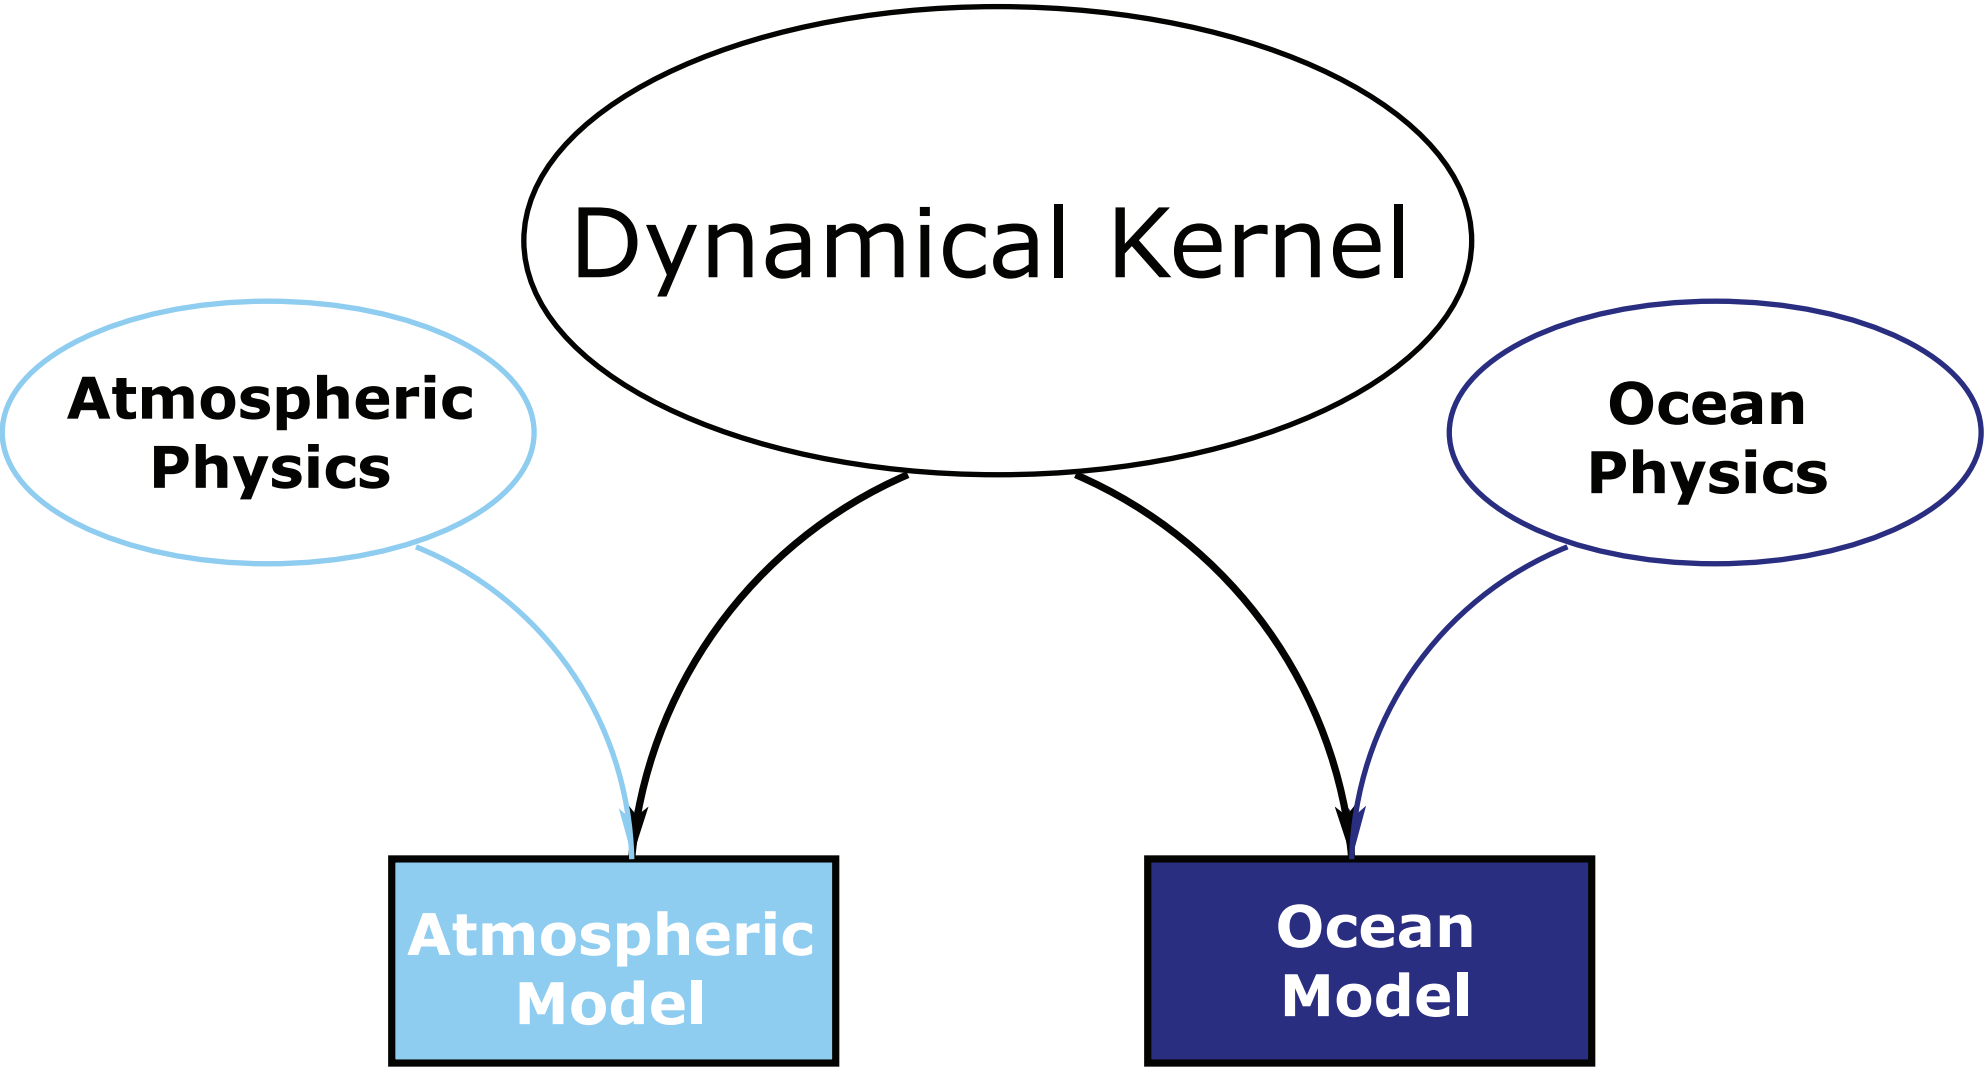 Dynamical Kernel
Atmospheric
Physics
Ocean
Physics
Atmospheric
Model
Ocean
Model